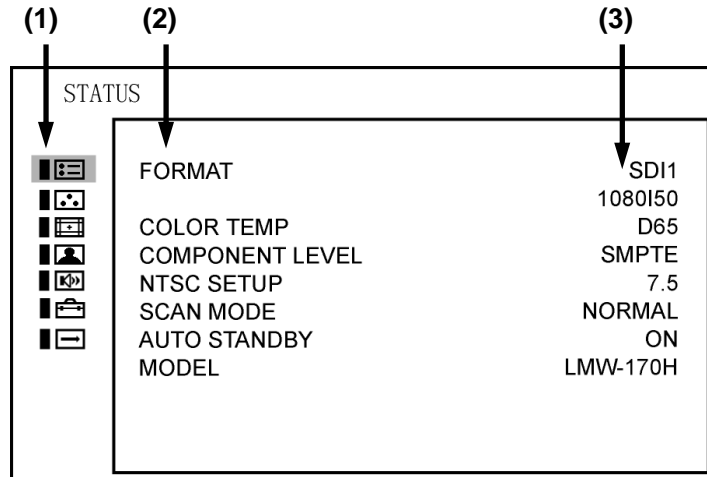 (1) (2) (3)
STATUS
FORMAT SDI1
1080I50
COLOR TEMP D65
COMPONENT LEVEL SMPTE
NTSC SETUP 7.5
SCAN MODE NORMAL
AUTO STANDBY ON
MODEL LMW-170H